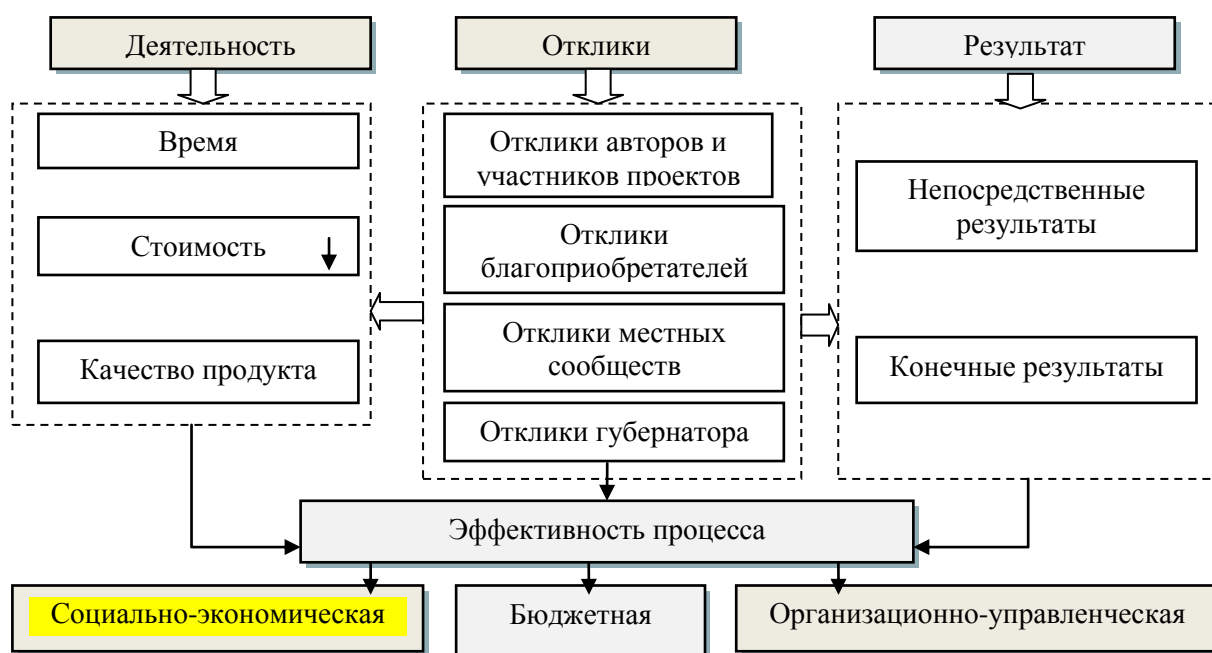 Деятельность
Отклики
Результат
Время
Стоимость
Качество продукта
Отклики авторов и
участников проектов
Отклики
благоприобретателей
Отклики местных
сообществ
Отклики губернатора
Непосредственные
результаты
Конечные результаты
Эффективность процесса
Социально-экономическая
Бюджетная
Организационно-управленческая